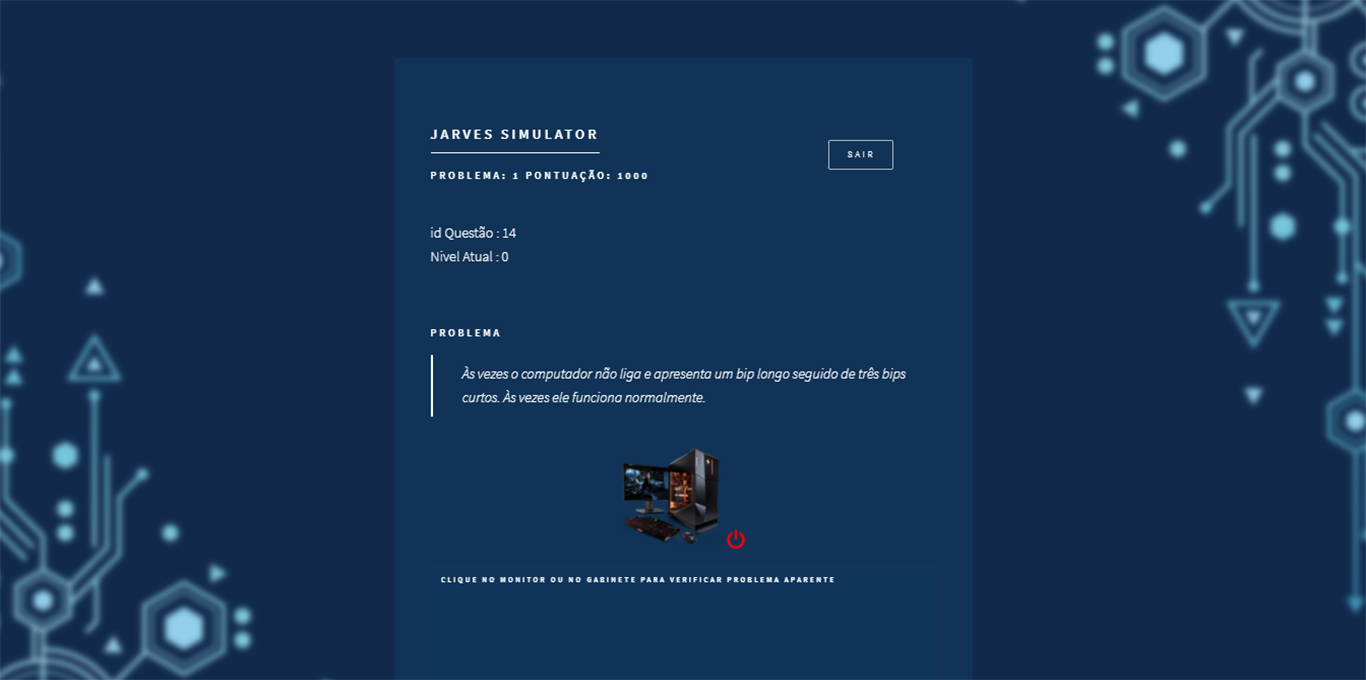 JARVES SIMULATOR
SAIR
PROBLEMA: 1 PONTUAÇÃO: 1000
id Questão : 14
Nível Atual : 0
PROBLEMA
Às vezes o computador não liga e apresenta um bip longo seguido de três bips
curtos. Às vezes ele funciona normalmente.
CLIQUE NO MONITOR OU NO GABINETE PARA VERIFICAR PROBLEMA APARENTE